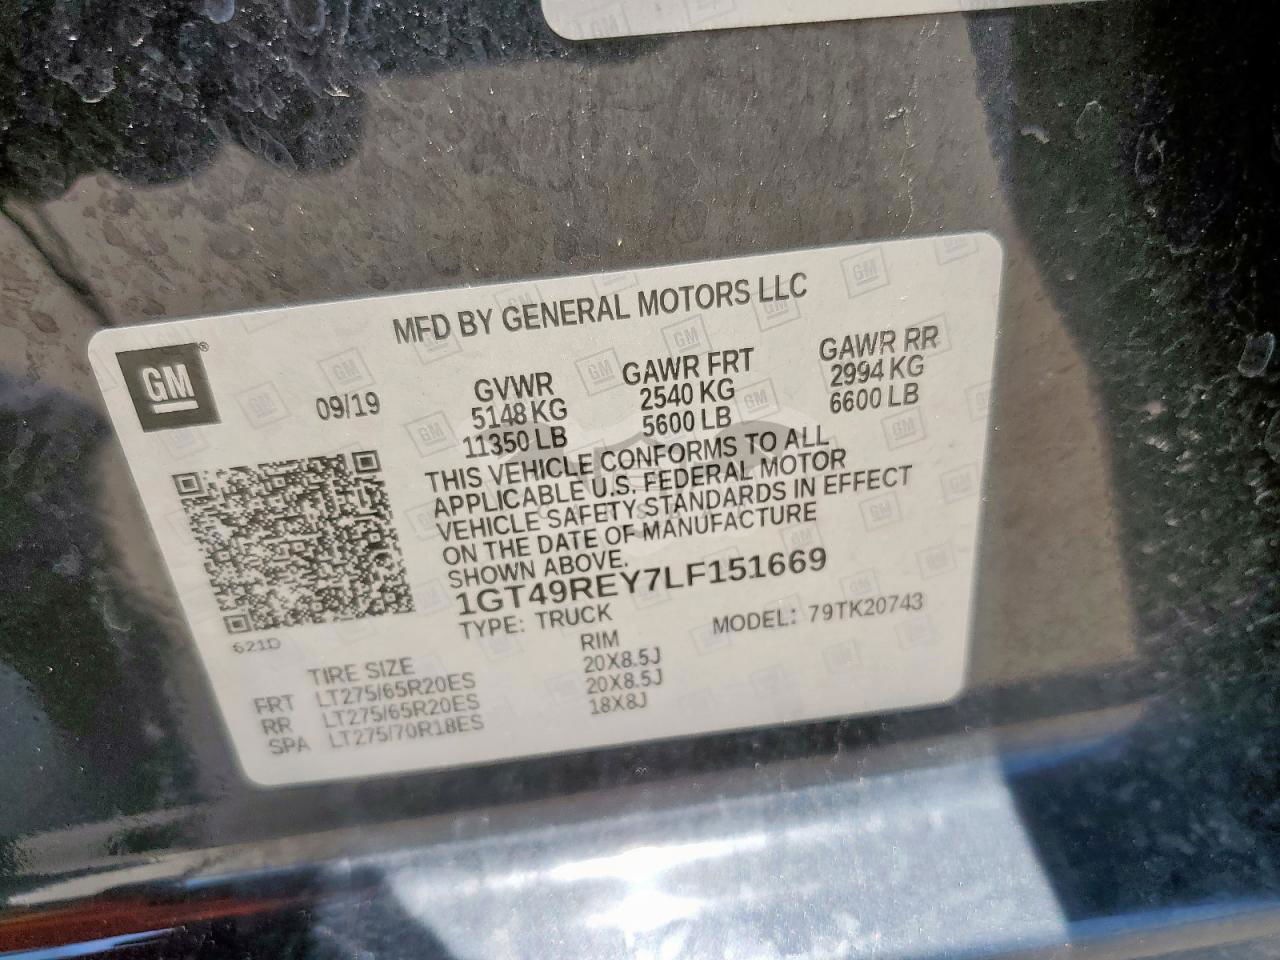 MFD BY GENERAL MOTORS LLC
GM®
09/19
GVWR
5148 KG
11350 LB
GAWR FRT
2540 KG
5600 LB
GAWR RR
2994 KG
6600 LB
THIS VEHICLE CONFORMS TO ALL
APPLICABLE U.S. FEDERAL MOTOR
VEHICLE SAFETY STANDARDS IN EFFECT
ON THE DATE OF MANUFACTURE
SHOWN ABOVE.
1GT49REY7LF151669
TYPE: TRUCK
MODEL: 79TK20743
621D
TIRE SIZE
RIM
FRT LT275/65R20ES 20X8.5J
RR LT275/65R20ES 20X8.5J
SPA LT275/70R18ES 18X8J